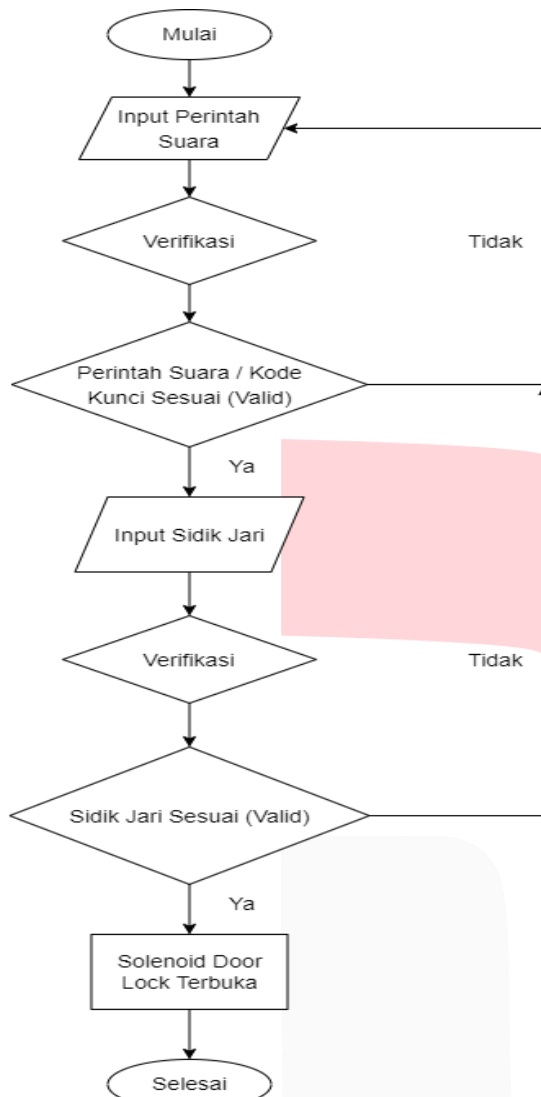 Mulai
Input Perintah
Suara
Verifikasi
Tidak
Perintah Suara / Kode
Kunci Sesuai (Valid)
Ya
Input Sidik Jari
Verifikasi
Tidak
Sidik Jari Sesuai (Valid)
Ya
Solenoid Door
Lock Terbuka
Selesai